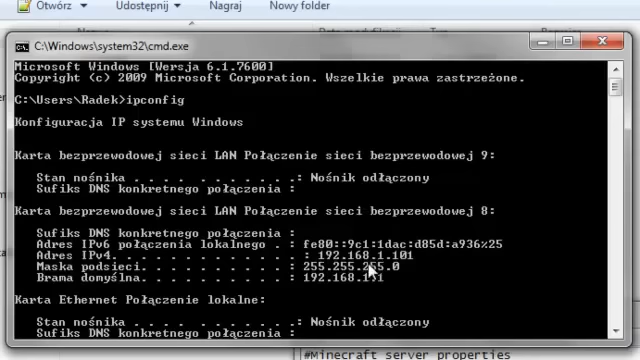 Otwórz
Udostępnij
Nagraj
Nowy folder
C:\Windows\system32\cmd.exe
Microsoft Windows [Wersja 6.1.7600]
Copyright (c) 2009 Microsoft Corporation. Wszelkie prawa zastrzeżone.
C:\Users\Radek>ipconfig
Konfiguracja IP systemu Windows
Karta bezprzewodowej sieci LAN Połączenie sieci bezprzewodowej 9:
Stan nośnika . . . . . . . . . . . : Nośnik odłączony
Sufiks DNS konkretnego połączenia :
Karta bezprzewodowej sieci LAN Połączenie sieci bezprzewodowej 8:
Sufiks DNS konkretnego połączenia :
Adres IPv6 połączenia lokalnego . : fe80::9c1:1dac:d85d:a936%25
Adres IPv4. . . . . . . . . . . . . : 192.168.1.101
Maska podsieci. . . . . . . . . . : 255.255.255.0
Brama domyślna. . . . . . . . . . : 192.168.1.1
Karta Ethernet Połączenie lokalne:
Stan nośnika . . . . . . . . . . . : Nośnik odłączony
Sufiks DNS konkretnego połączenia :
#Minecraft server properties